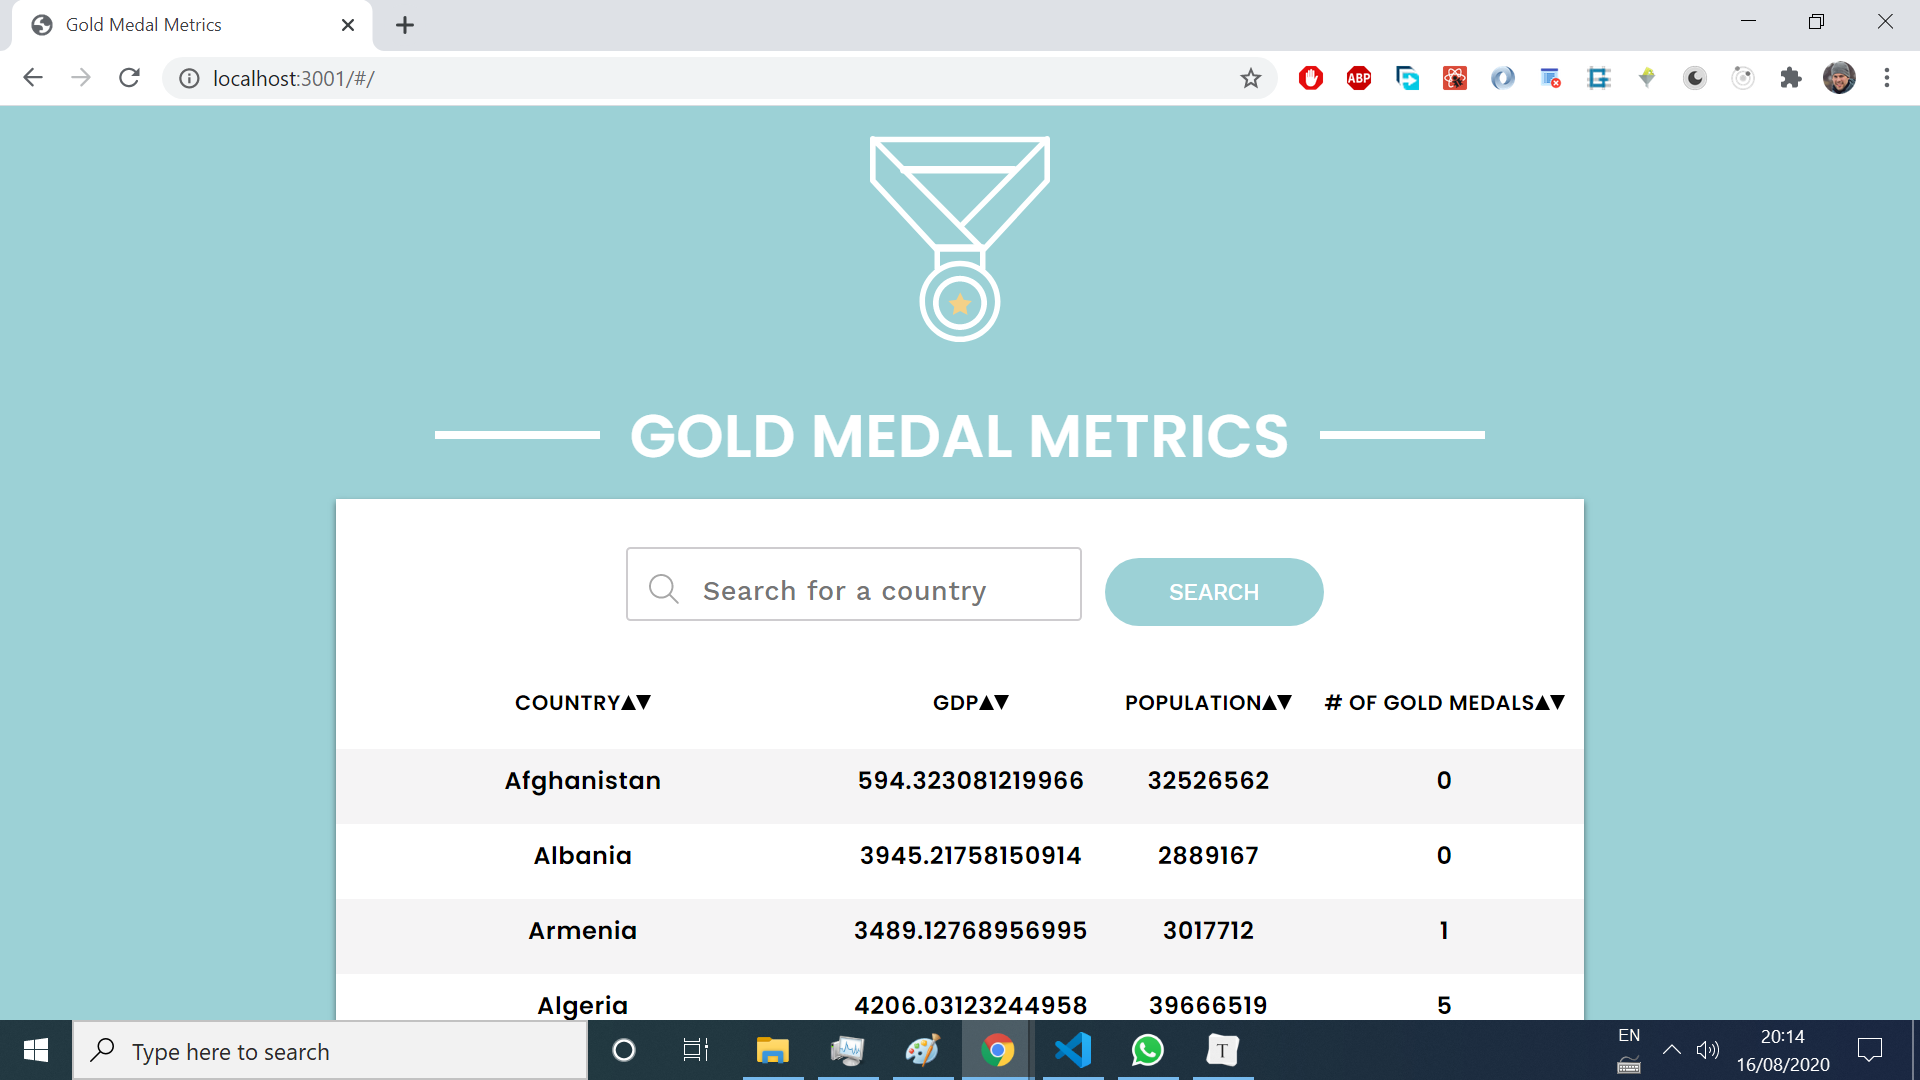 Gold Medal Metrics
localhost:3001/#/
ABP
GOLD MEDAL METRICS
Search for a country
SEARCH
COUNTRY▲▼ GDP▲▼ POPULATION▲▼ # OF GOLD MEDALS▲▼
Afghanistan 594.323081219966 32526562 0
Albania 3945.21758150914 2889167 0
Armenia 3489.12768956995 3017712 1
Algeria 4206.03123244958 39666519 5
Type here to search
T
EN
20:14
16/08/2020